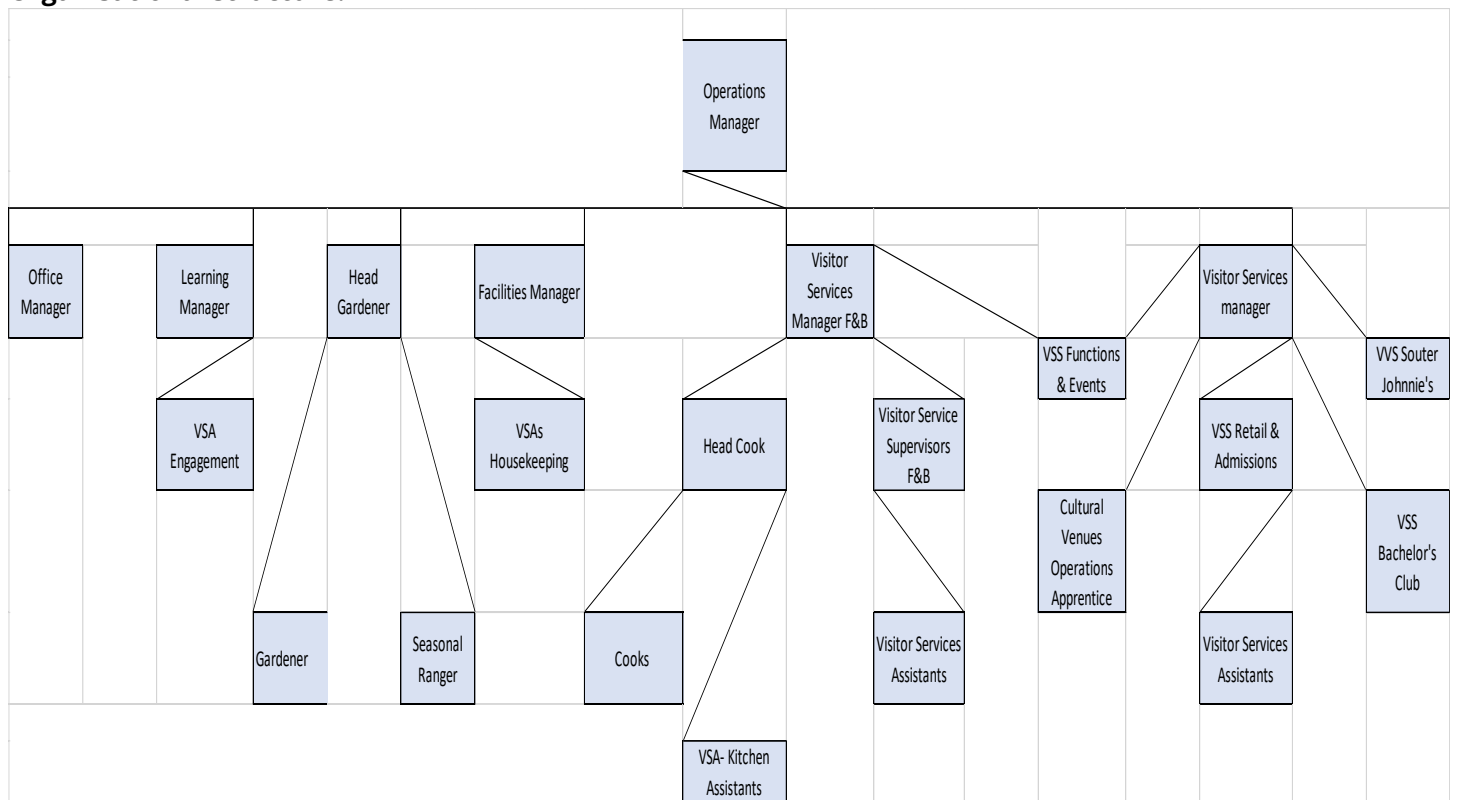 Operations
Manager
Office
Manager
Learning
Manager
Head
Gardener
Facilities Manager
Visitor
Services
Manager F&B
Visitor Services
manager
VSS Functions
& Events
VVS Souter
Johnnie's
VSA
Engagement
VSAs
Housekeeping
Head Cook
Visitor Service
Supervisors
F&B
VSS Retail &
Admissions
Cultural
Venues
Operations
Apprentice
VSS
Bachelor's
Club
Gardener
Seasonal
Ranger
Cooks
Visitor Services
Assistants
Visitor Services
Assistants
VSA- Kitchen
Assistants